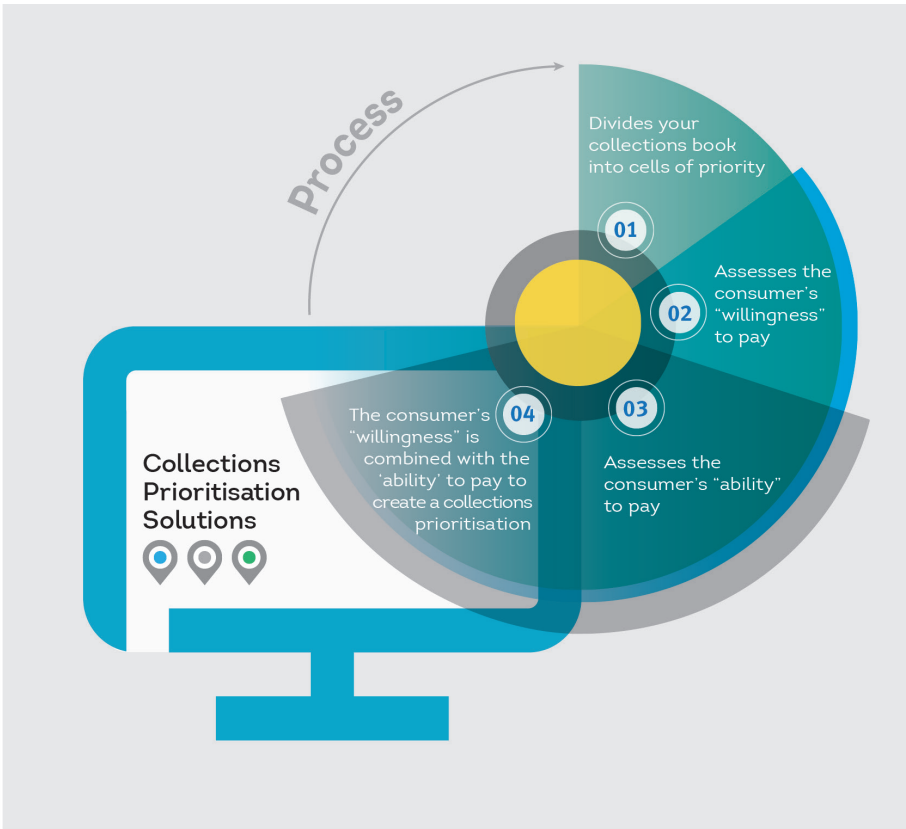 Process
Divides your
collections book
into cells of priority
01
Assesses the
consumer’s
“willingness”
to pay
02
Assesses the
consumer’s “ability”
to pay
03
The consumer’s
“willingness” is
combined with the
‘ability’ to pay to
create a collections
prioritisation
04
Collections
Prioritisation
Solutions